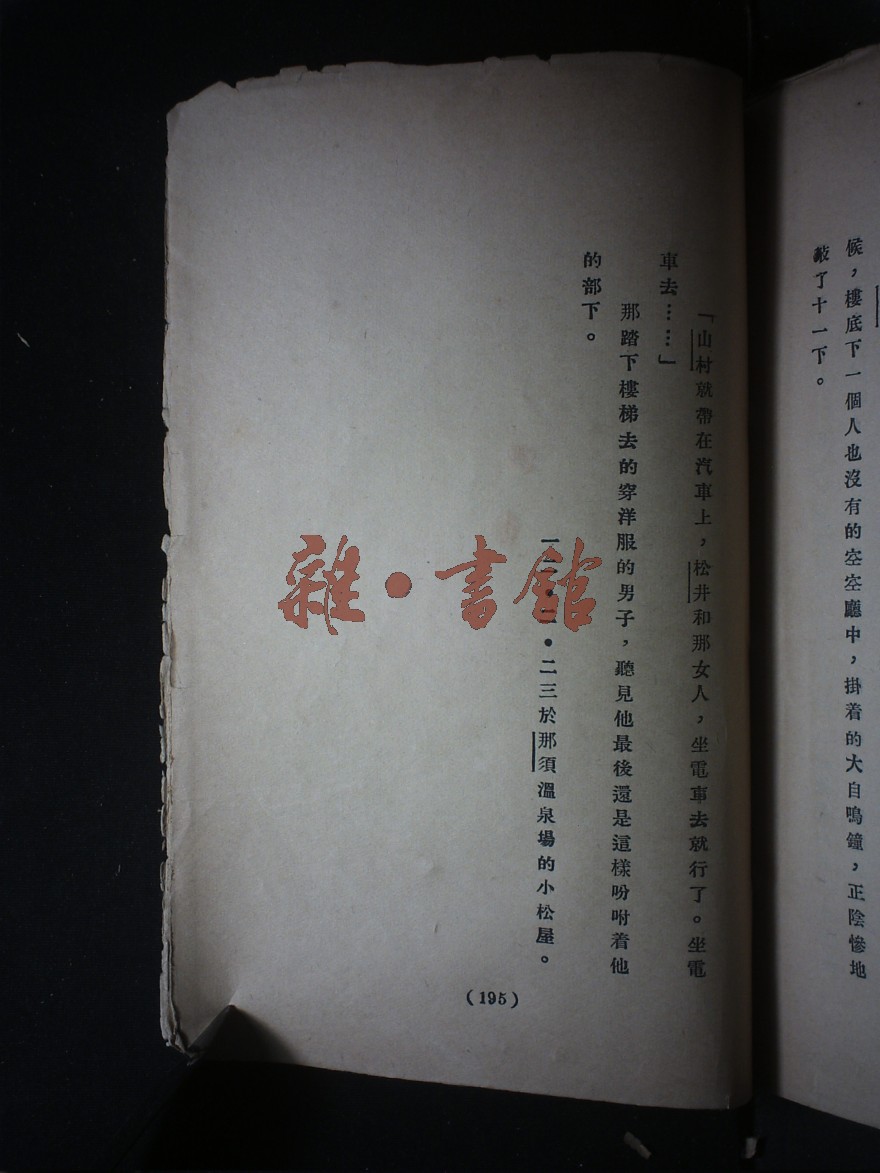 候，樓底下一個人也沒有的空空廳中，掛着的大自鳴鐘，正陰慘地
敲了十一下。
「山村就帶在汽車上，松井和那女人，坐電車去就行了。坐電
車去……」
那踏下樓梯去的穿洋服的男子，聽見他最後還是這樣吩咐着他
的部下。
二三於那須溫泉場的小松屋。
(195)
雜·書館